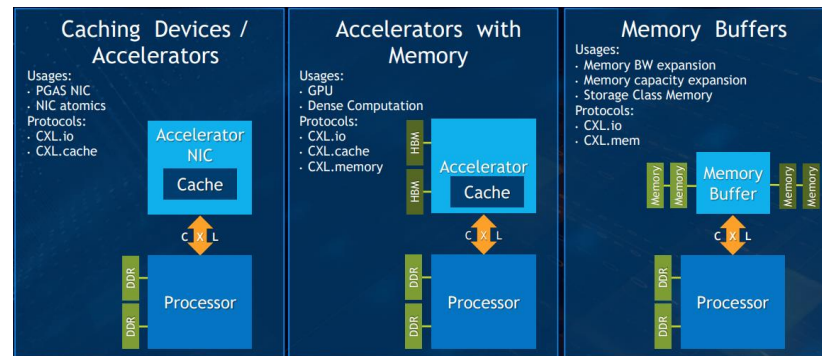 Caching Devices /
Accelerators
Usages:
· PGAS NIC
· NIC atomics
Protocols:
· CXL.io
· CXL.cache
Accelerator
NIC
Cache
C X L
DDR
DDR
Processor
Accelerators with
Memory
Usages:
· GPU
· Dense Computation
Protocols:
· CXL.io
· CXL.cache
· CXL.memory
HBM
HBM
Accelerator
Cache
C X L
DDR
DDR
Processor
Memory Buffers
Usages:
· Memory BW expansion
· Memory capacity expansion
· Storage Class Memory
Protocols:
· CXL.io
· CXL.mem
Memory
Memory
Memory
Buffer
Memory
Memory
C X L
DDR
DDR
Processor